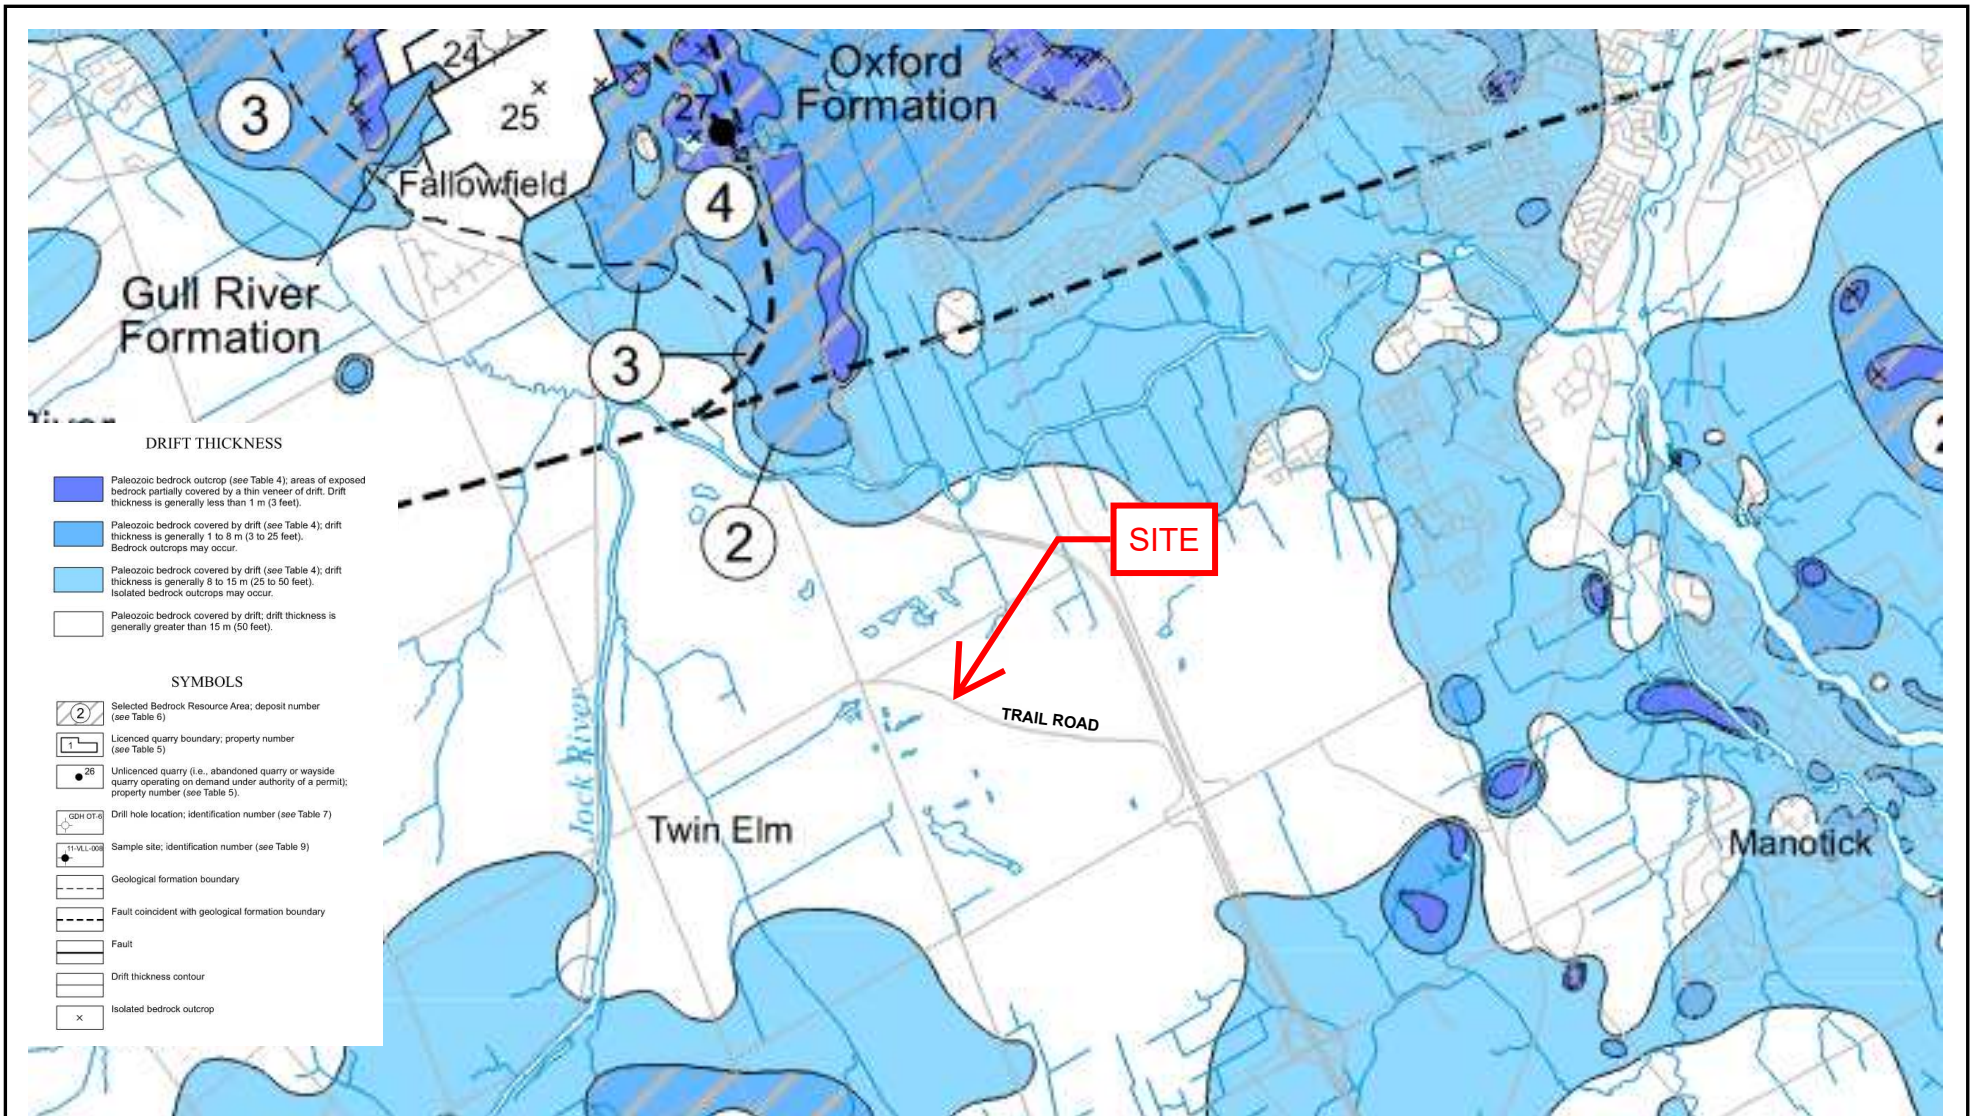 24
Oxford
Formation
3
25
27
Fallowfield
4
Gull River
Formation
3
2
SITE
TRAIL ROAD
Jock River
Twin Elm
Manotick
DRIFT THICKNESS
Paleozoic bedrock outcrop (see Table 4); areas of exposed
bedrock partially covered by a thin veneer of drift. Drift
thickness is generally less than 1 m (3 feet).
Paleozoic bedrock covered by drift (see Table 4); drift
thickness is generally 1 to 8 m (3 to 25 feet).
Bedrock outcrops may occur.
Paleozoic bedrock covered by drift (see Table 4); drift
thickness is generally 8 to 15 m (25 to 50 feet).
Isolated bedrock outcrops may occur.
Paleozoic bedrock covered by drift; drift thickness is
generally greater than 15 m (50 feet).
SYMBOLS
2
Selected Bedrock Resource Area; deposit number
(see Table 6)
1
Licenced quarry boundary; property number
(see Table 5)
26
Unlicenced quarry (i.e., abandoned quarry or wayside
quarry operating on demand under authority of a permit);
property number (see Table 5).
GDH OT-6
Drill hole location; identification number (see Table 7)
11-VLL-008
Sample site; identification number (see Table 9)
Geological formation boundary
Fault coincident with geological formation boundary
Fault
Drift thickness contour
Isolated bedrock outcrop